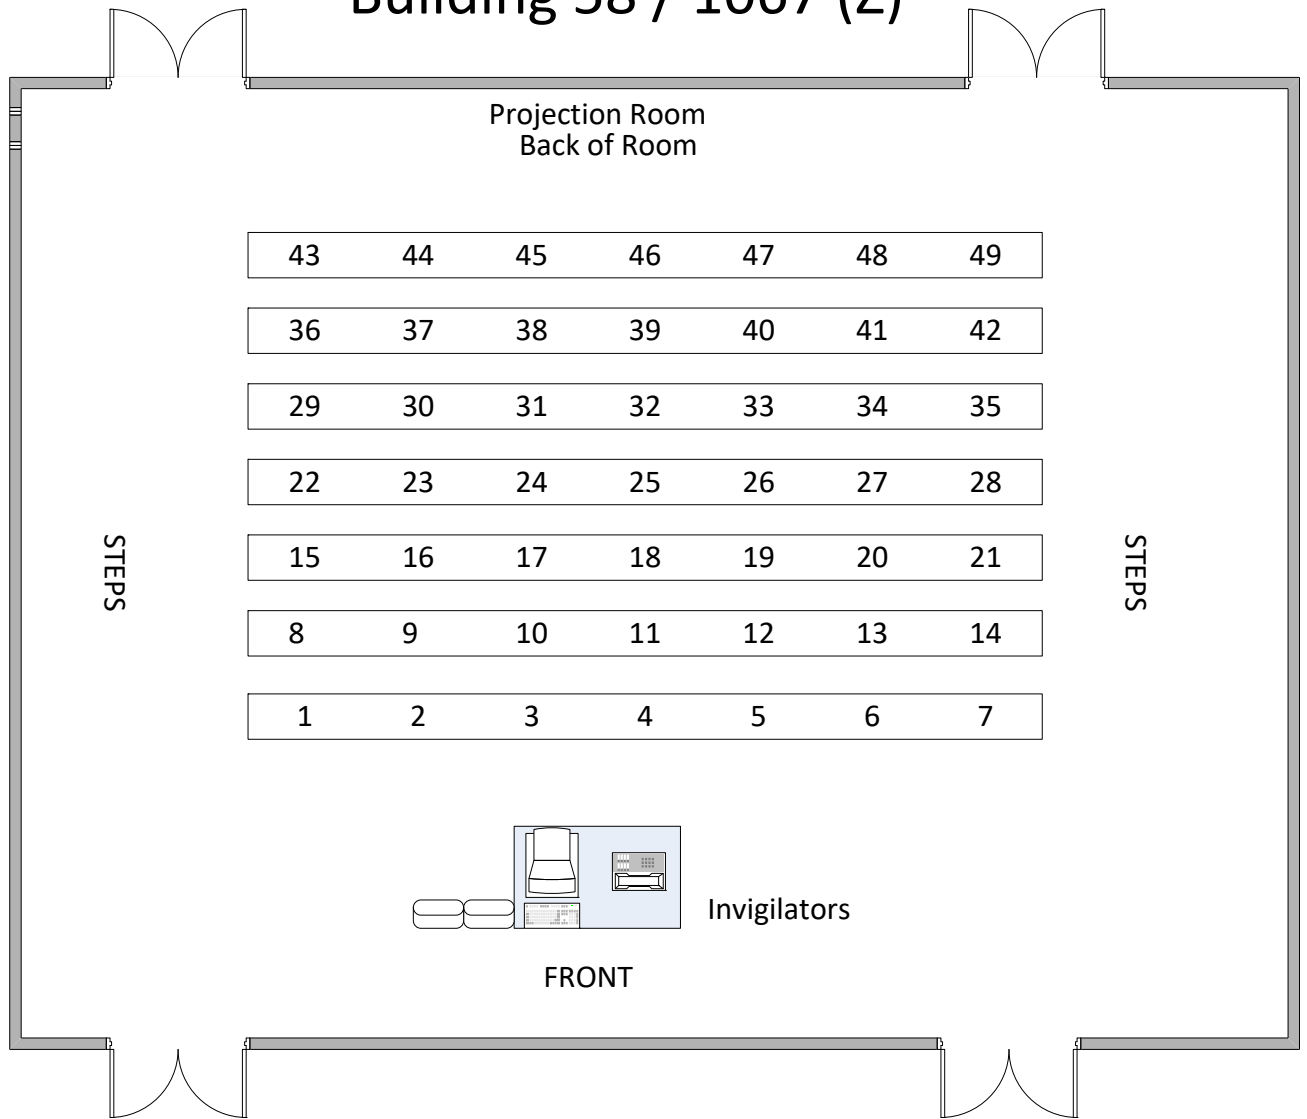 Building 58 / 1067 (Z)
Projection Room
Back of Room
43 44 45 46 47 48 49
36 37 38 39 40 41 42
29 30 31 32 33 34 35
22 23 24 25 26 27 28
STEPS
15 16 17 18 19 20 21
STEPS
8 9 10 11 12 13 14
1 2 3 4 5 6 7
Invigilators
FRONT